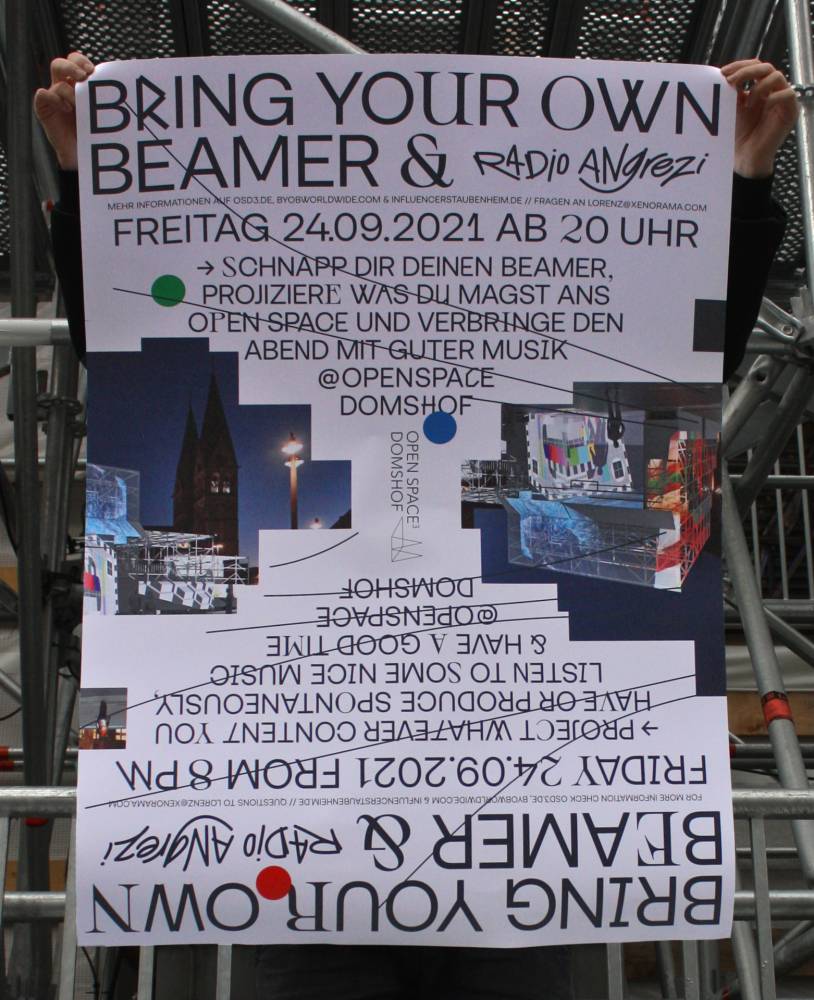 BRING YOUR OWN
BEAMER & RADiO ANgrezi
MEHR INFORMATIONEN AUF OSD3.DE, BYOBWORLDWIDE.COM & INFLUENCERSTAUBENHEIM.DE // FRAGEN AN LORENZ@XENORAMA.COM
FREITAG 24.09.2021 AB 20 UHR
→ SCHNAPP DIR DEINEN BEAMER,
PROJIZIERE WAS DU MAGST ANS
OPEN SPACE UND VERBRINGE DEN
ABEND MIT GUTER MUSIK
@OPENSPACE
DOMSHOF
OPEN SPACE³
DOMSHOF
BRING YOUR OWN
BEAMER & RADiO ANgrezi
FOR MORE INFORMATION CHECK OSD3.DE, BYOBWORLDWIDE.COM & INFLUENCERSTAUBENHEIM.DE // QUESTIONS TO LORENZ@XENORAMA.COM
FRIDAY 24.09.2021 FROM 8 PM
→ PROJECT WHATEVER CONTENT YOU
HAVE OR PRODUCE SPONTANEOUSLY,
LISTEN TO SOME NICE MUSIC
& HAVE A GOOD TIME
@OPENSPACE
DOMSHOF